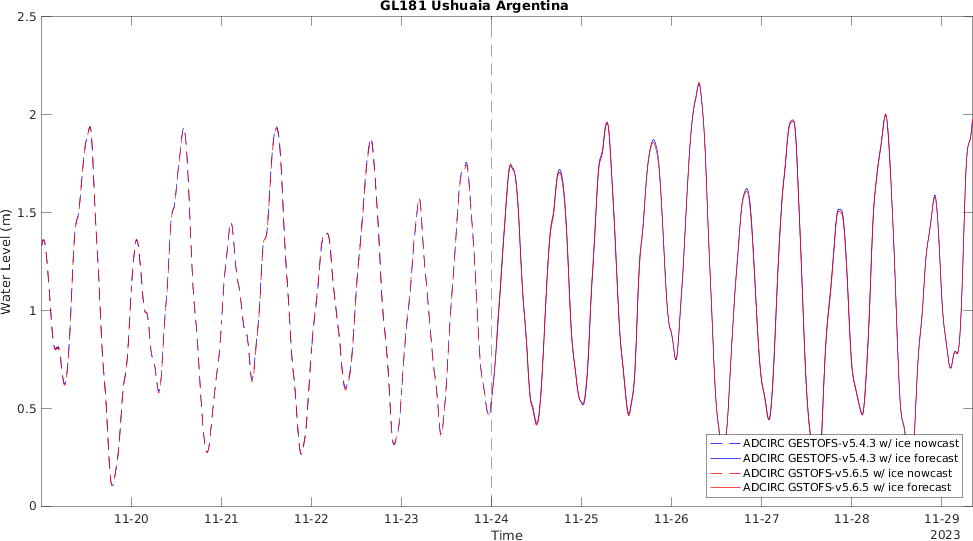 GL181 Ushuaia Argentina
2.5
2
1.5
1
0.5
0
Water Level (m)
11-20
11-21
11-22
11-23
11-24
11-25
11-26
11-27
11-28
11-29
2023
Time
ADCIRC GESTOFS-v5.4.3 w/ ice nowcast
ADCIRC GESTOFS-v5.4.3 w/ ice forecast
ADCIRC GSTOFS-v5.6.5 w/ ice nowcast
ADCIRC GSTOFS-v5.6.5 w/ ice forecast